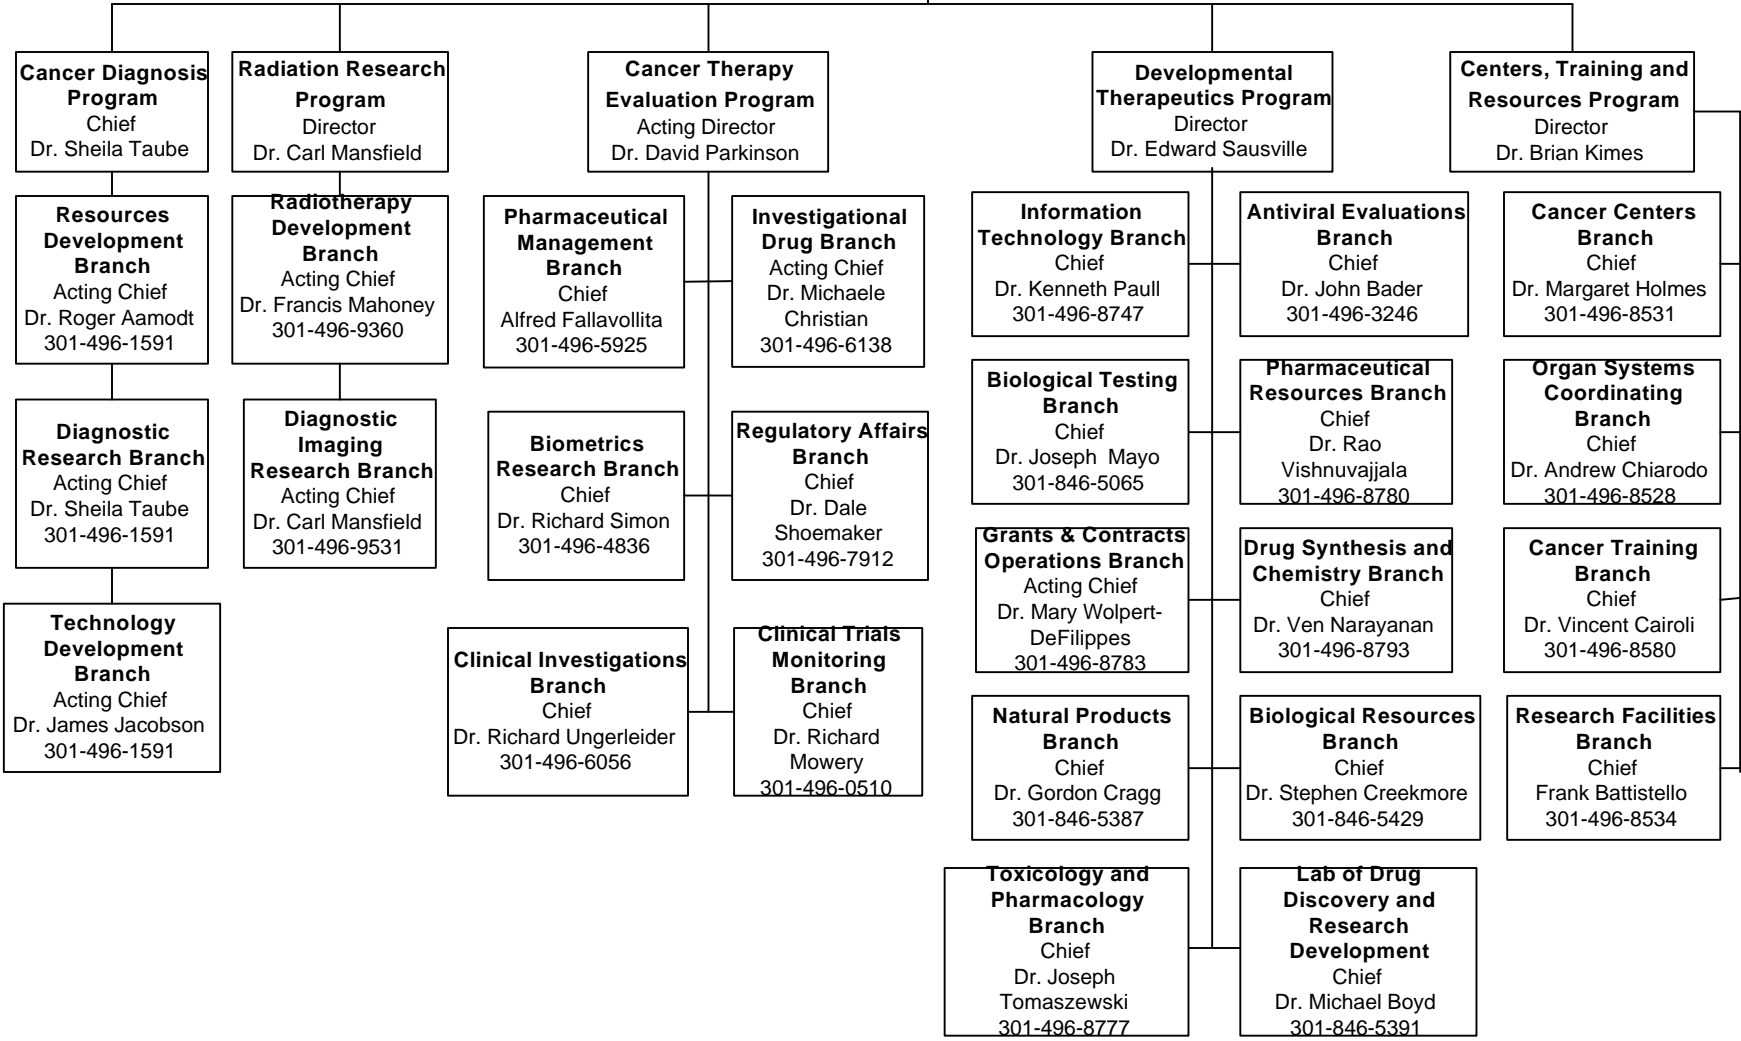 Cancer Diagnosis
Program
Chief
Dr. Sheila Taube
Radiation Research
Program
Director
Dr. Carl Mansfield
Cancer Therapy
Evaluation Program
Acting Director
Dr. David Parkinson
Developmental
Therapeutics Program
Director
Dr. Edward Sausville
Centers, Training and
Resources Program
Director
Dr. Brian Kimes
Resources
Development
Branch
Acting Chief
Dr. Roger Aamodt
301-496-1591
Radiotherapy
Development
Branch
Acting Chief
Dr. Francis Mahoney
301-496-9360
Pharmaceutical
Management
Branch
Chief
Alfred Fallavollita
301-496-5925
Investigational
Drug Branch
Acting Chief
Dr. Michaele
Christian
301-496-6138
Information
Technology Branch
Chief
Dr. Kenneth Paull
301-496-8747
Antiviral Evaluations
Branch
Chief
Dr. John Bader
301-496-3246
Cancer Centers
Branch
Chief
Dr. Margaret Holmes
301-496-8531
Diagnostic
Research Branch
Acting Chief
Dr. Sheila Taube
301-496-1591
Diagnostic
Imaging
Research Branch
Acting Chief
Dr. Carl Mansfield
301-496-9531
Biometrics
Research Branch
Chief
Dr. Richard Simon
301-496-4836
Regulatory Affairs
Branch
Chief
Dr. Dale
Shoemaker
301-496-7912
Biological Testing
Branch
Chief
Dr. Joseph  Mayo
301-846-5065
Pharmaceutical
Resources Branch
Chief
Dr. Rao
Vishnuvajjala
301-496-8780
Organ Systems
Coordinating
Branch
Chief
Dr. Andrew Chiarodo
301-496-8528
Grants & Contracts
Operations Branch
Acting Chief
Dr. Mary Wolpert-
DeFilippes
301-496-8783
Drug Synthesis and
Chemistry Branch
Chief
Dr. Ven Narayanan
301-496-8793
Cancer Training
Branch
Chief
Dr. Vincent Cairoli
301-496-8580
Technology
Development
Branch
Acting Chief
Dr. James Jacobson
301-496-1591
Clinical Investigations
Branch
Chief
Dr. Richard Ungerleider
301-496-6056
Clinical Trials
Monitoring
Branch
Chief
Dr. Richard
Mowery
301-496-0510
Natural Products
Branch
Chief
Dr. Gordon Cragg
301-846-5387
Biological Resources
Branch
Chief
Dr. Stephen Creekmore
301-846-5429
Research Facilities
Branch
Chief
Frank Battistello
301-496-8534
Toxicology and
Pharmacology
Branch
Chief
Dr. Joseph
Tomaszewski
301-496-8777
Lab of Drug
Discovery and
Research
Development
Chief
Dr. Michael Boyd
301-846-5391